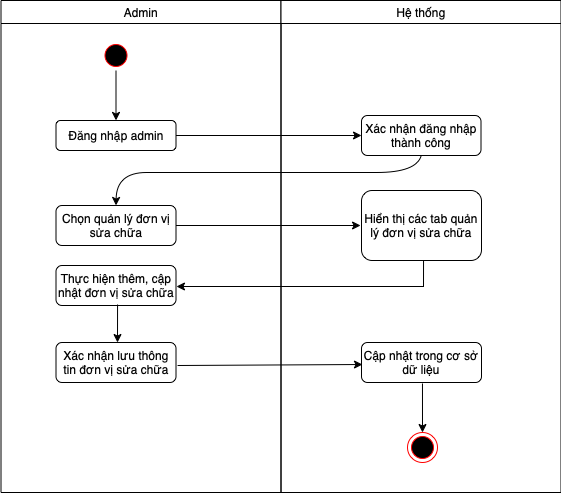 Admin
Hệ thống
Đăng nhập admin
Xác nhận đăng nhập
thành công
Chọn quản lý đơn vị
sửa chữa
Hiển thị các tab quản
lý đơn vị sửa chữa
Thực hiện thêm, cập
nhật đơn vị sửa chữa
Xác nhận lưu thông
tin đơn vị sửa chữa
Cập nhật trong cơ sở
dữ liệu